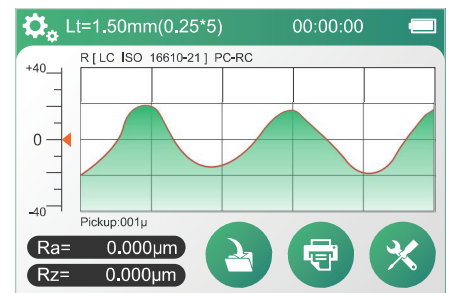 Lt=1.50mm(0.25*5) 00:00:00
R [ LC ISO 16610-21 ] PC-RC
+40
0
-40
Pickup:001µ
Ra= 0.000µm
Rz= 0.000µm